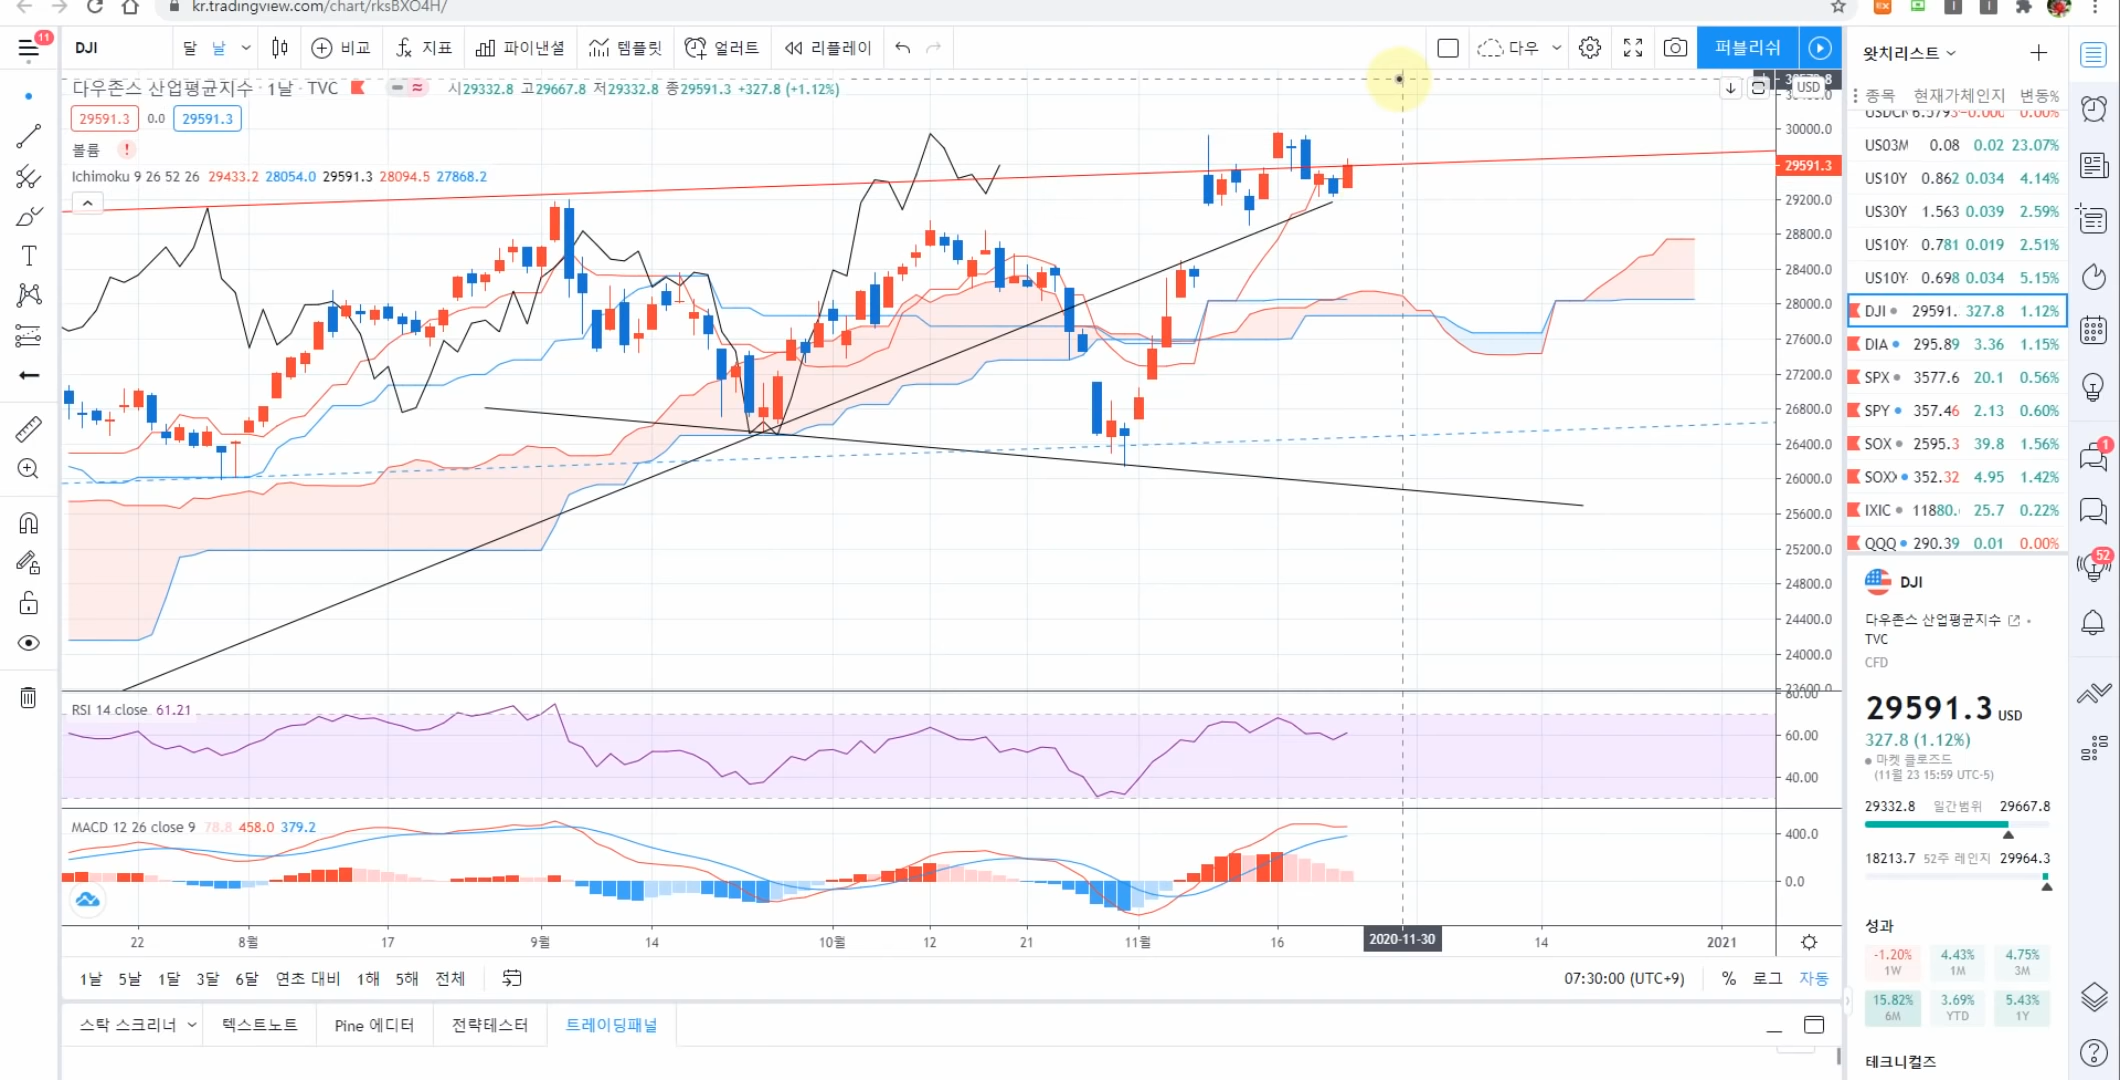 kr.tradingview.com/chart/rksBXO4H/
11
DJI 달 날 비교 지표 파이낸셜 템플릿 얼러트 리플레이 다우 퍼블리쉬
다우존스 산업평균지수 · 1날 · TVC 시29332.8 고29667.8 저29332.8 종29591.3 +327.8 (+1.12%)
29591.3 0.0 29591.3
볼륨 !
Ichimoku 9 26 52 26 29433.2 28054.0 29591.3 28094.5 27868.2
USD
30000.0
29591.3
29200.0
28800.0
28400.0
28000.0
27600.0
27200.0
26800.0
26400.0
26000.0
25600.0
25200.0
24800.0
24400.0
24000.0
23600.0
RSI 14 close 61.21
80.00
60.00
40.00
MACD 12 26 close 9 78.8 458.0 379.2
400.0
0.0
22 8월 17 9월 14 10월 12 21 11월 16 2020-11-30 14 2021
1날 5날 1달 3달 6달 연초 대비 1해 5해 전체 07:30:00 (UTC+9) % 로그 자동
스탁 스크리너 텍스트노트 Pine 에디터 전략테스터 트레이딩패널
왓치리스트
종목 현재가 체인지 변동%
US03M 0.08 0.02 23.07%
US10Y 0.862 0.034 4.14%
US30Y 1.563 0.039 2.59%
US10Y- 0.781 0.019 2.51%
US10Y- 0.698 0.034 5.15%
DJI 29591. 327.8 1.12%
DIA 295.89 3.36 1.15%
SPX 3577.6 20.1 0.56%
SPY 357.46 2.13 0.60%
SOX 2595.3 39.8 1.56%
SOXX 352.32 4.95 1.42%
IXIC 11880. 25.7 0.22%
QQQ 290.39 0.01 0.00%
DJI
다우존스 산업평균지수
TVC
CFD
29591.3 USD
327.8 (1.12%)
마켓 클로즈드
(11월 23 15:59 UTC-5)
29332.8 일간범위 29667.8
18213.7 52주 레인지 29964.3
성과
-1.20% 4.43% 4.75%
1W 1M 3M
15.82% 3.69% 5.43%
6M YTD 1Y
테크니컬즈
1
52